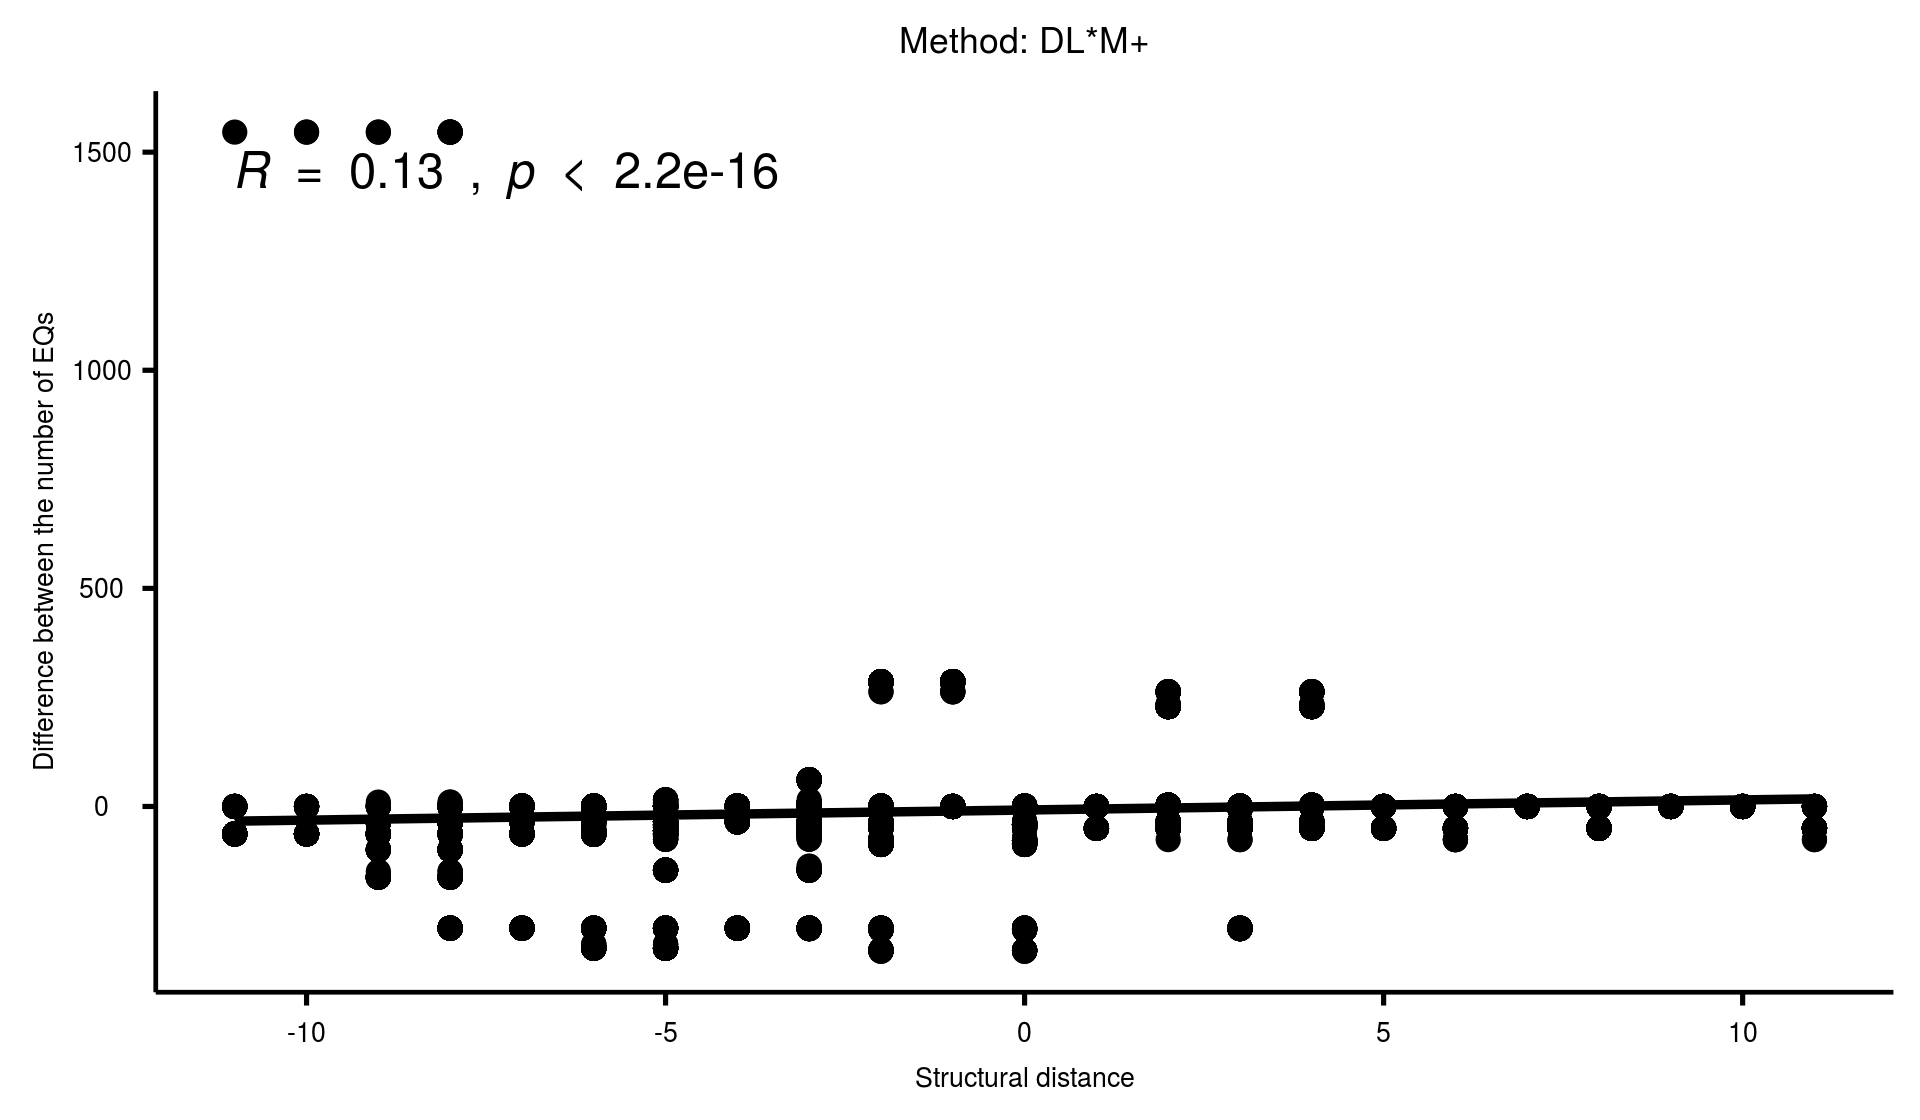 Method: DL*M+
R = 0.13 , p < 2.2e-16
Difference between the number of EQs
1500
1000
500
0
-10 -5 0 5 10
Structural distance